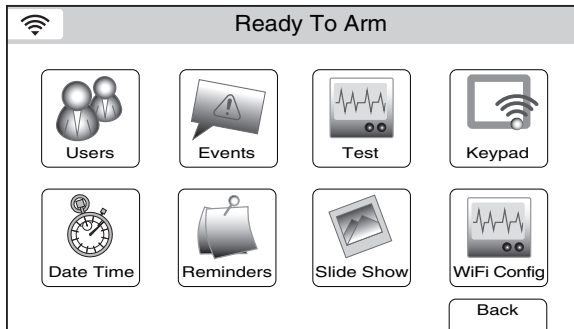 Ready To Arm
Users
Events
Test
Keypad
Date Time
Reminders
Slide Show
WiFi Config
Back